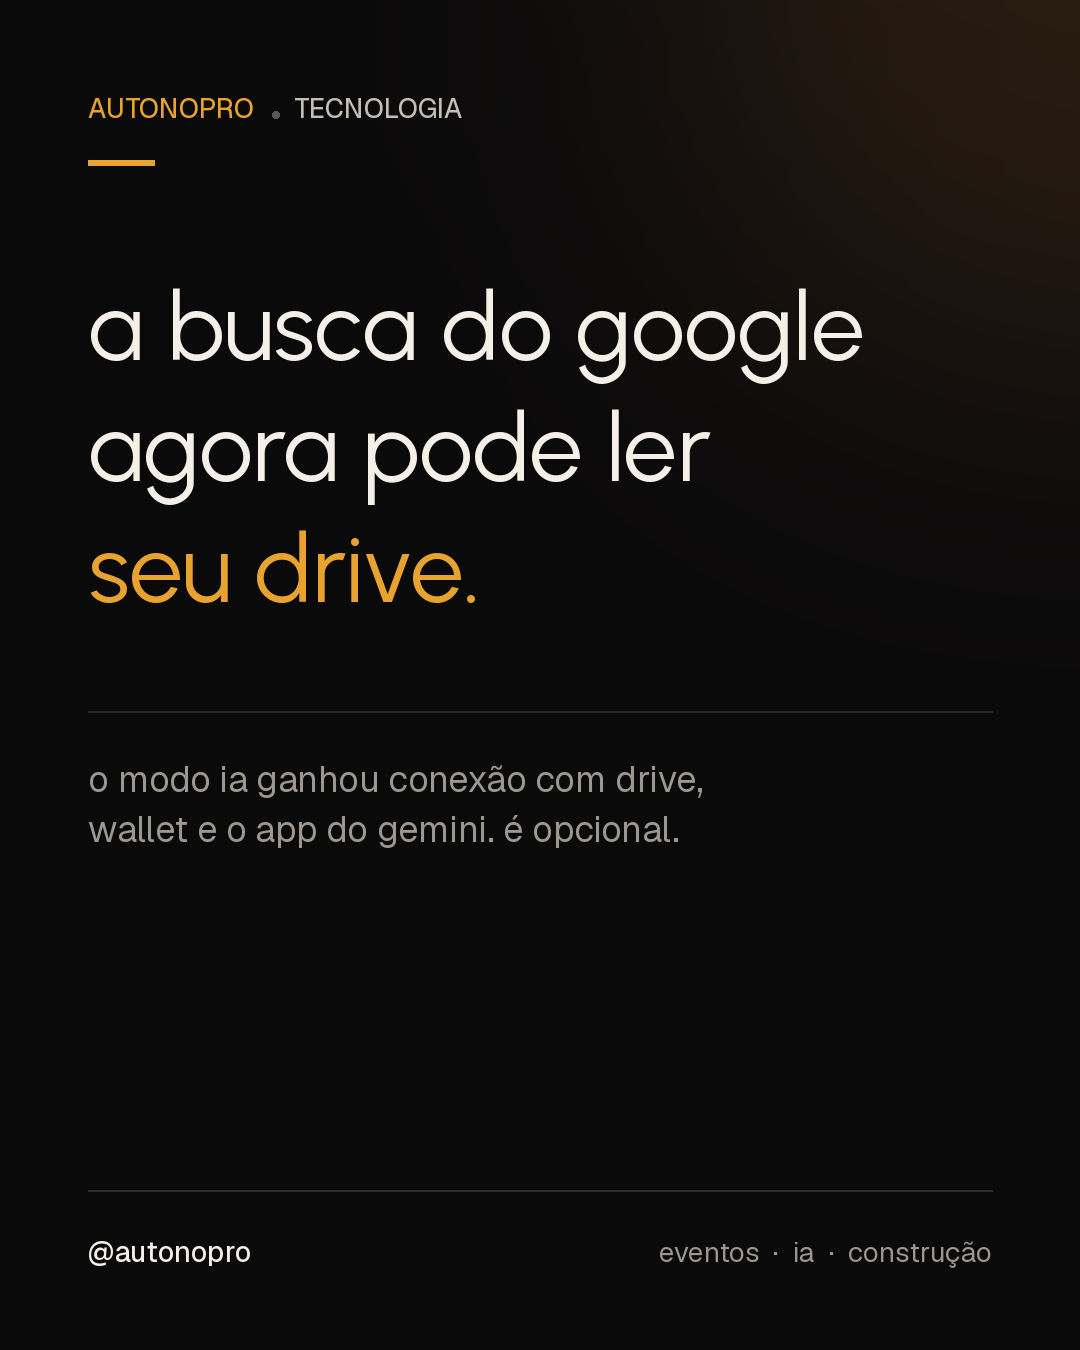 AUTONOPRO • TECNOLOGIA
a busca do google
agora pode ler
seu drive.
o modo ia ganhou conexão com drive,
wallet e o app do gemini. é opcional.
@autonopro
eventos · ia · construção